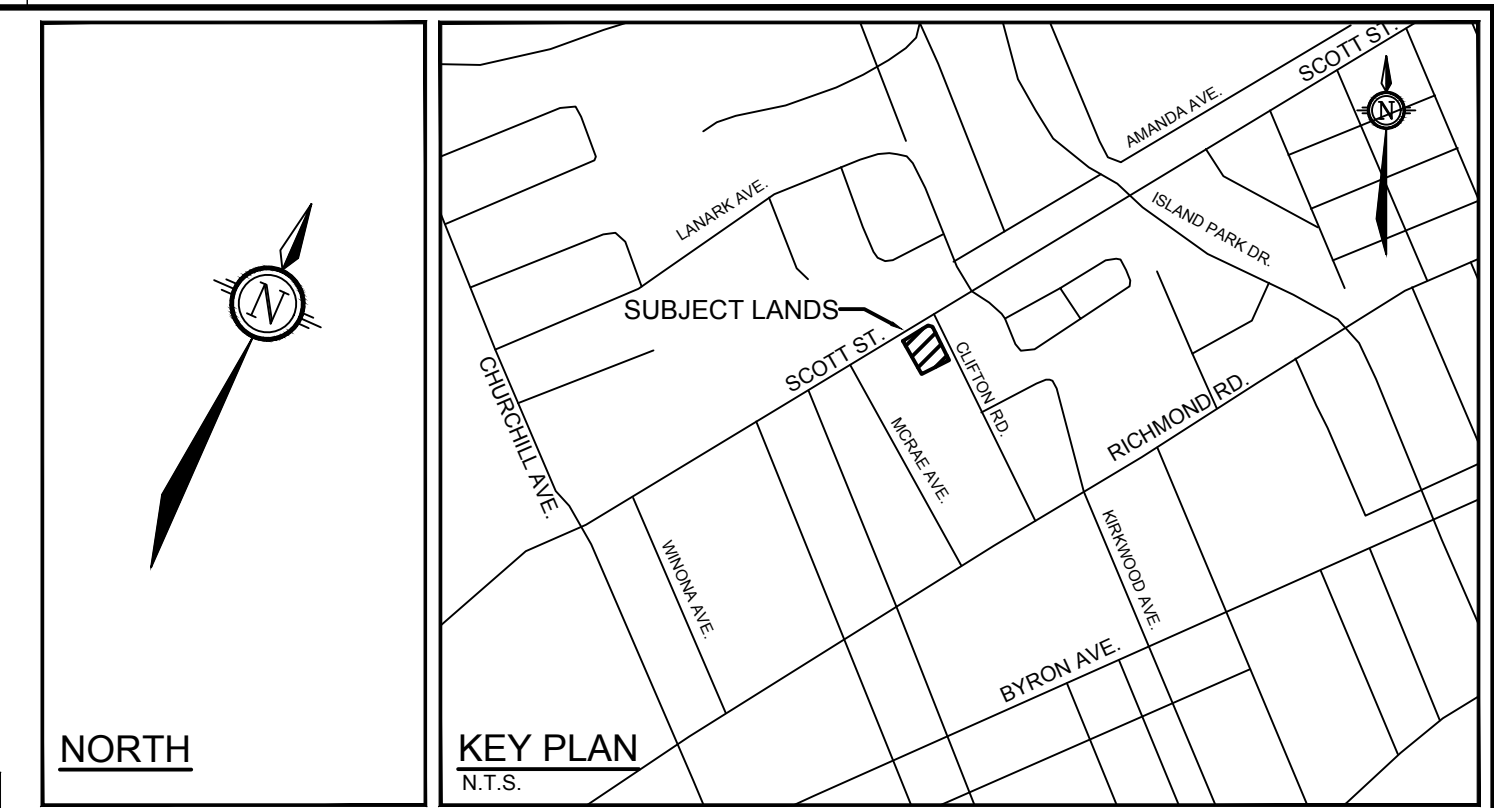 N
NORTH
SCOTT ST.
AMANDA AVE.
N
LANARK AVE.
ISLAND PARK DR.
SUBJECT LANDS
SCOTT ST.
CLIFTON RD.
CHURCHILL AVE.
MCRAE AVE.
RICHMOND RD.
WINONA AVE.
KIRKWOOD AVE.
BYRON AVE.
KEY PLAN
N.T.S.